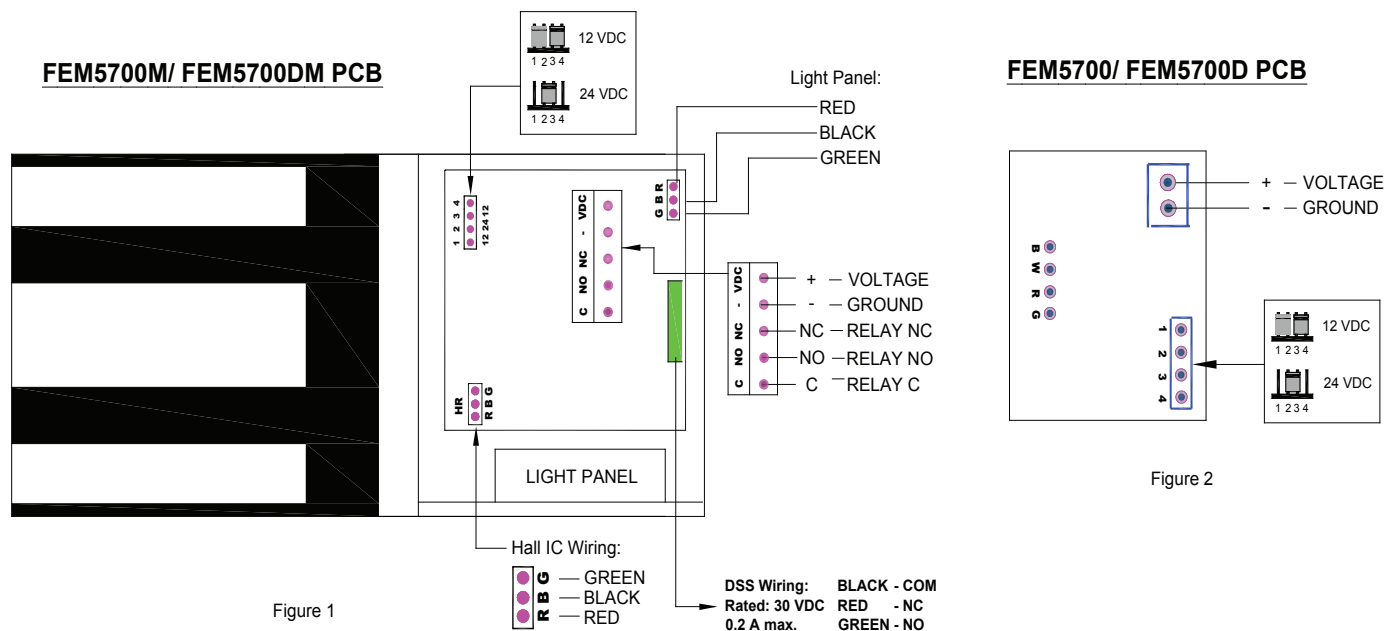 FEM5700M/ FEM5700DM PCB
12 VDC
1 2 3 4
24 VDC
1 2 3 4
Light Panel:
RED
BLACK
GREEN
G B R
1 2 3 4
12 24 12
C NO NC - VDC
C NO NC - VDC
+ – VOLTAGE
- – GROUND
NC – RELAY NC
NO – RELAY NO
C – RELAY C
HR
R B G
LIGHT PANEL
Hall IC Wiring:
G — GREEN
B — BLACK
R — RED
Figure 1
DSS Wiring: BLACK - COM
Rated: 30 VDC RED - NC
0.2 A max. GREEN - NO
FEM5700/ FEM5700D PCB
+ – VOLTAGE
- – GROUND
B
W
R
G
1
2
3
4
12 VDC
1 2 3 4
24 VDC
1 2 3 4
Figure 2